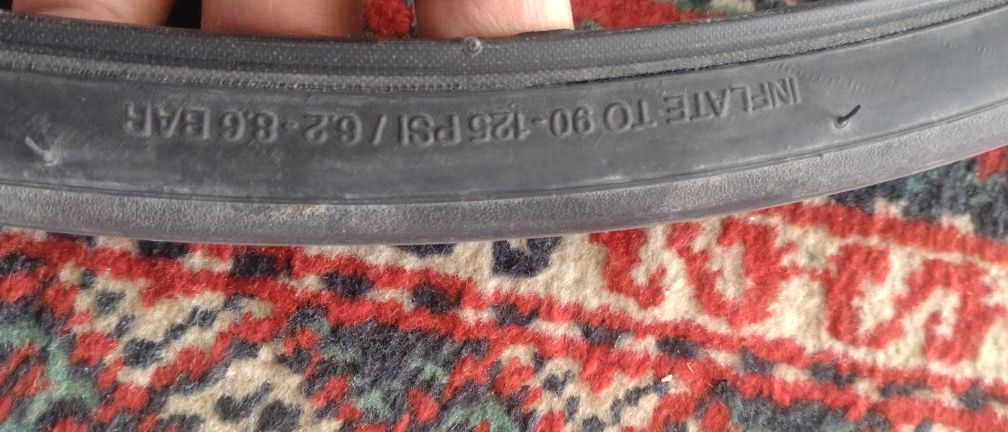 INFLATE TO 90-125 PSI / 6.2 - 8.6 BAR